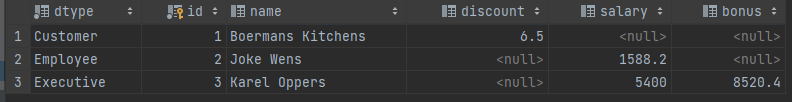 dtype id name discount salary bonus
1 Customer 1 Boermans Kitchens 6.5 <null> <null>
2 Employee 2 Joke Wens <null> 1588.2 <null>
3 Executive 3 Karel Oppers <null> 5400 8520.4